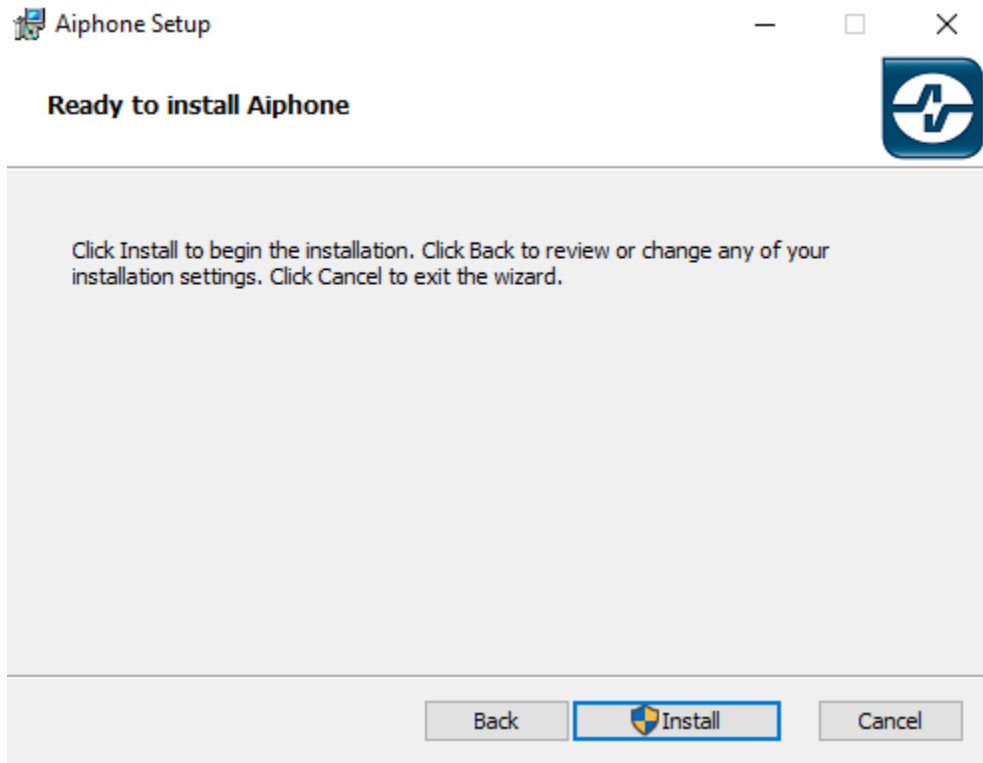 Aiphone Setup
Ready to install Aiphone
Click Install to begin the installation. Click Back to review or change any of your
installation settings. Click Cancel to exit the wizard.
Back
Install
Cancel